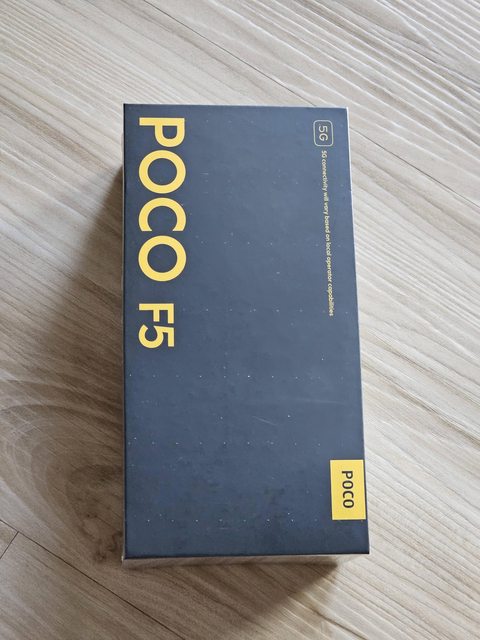 5G
5G connectivity will vary based on local operator capabilities
POCO F5
POCO